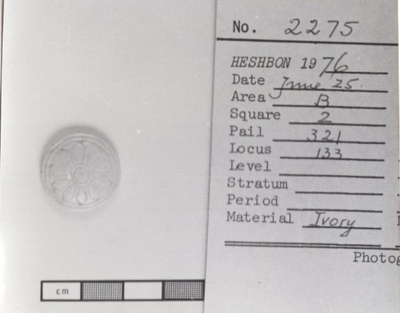 No. 2275
HESHBON 1976
Date June 25
Area B
Square 2
Pail 321
Locus 133
Level
Stratum
Period
Material Ivory
Photog
cm